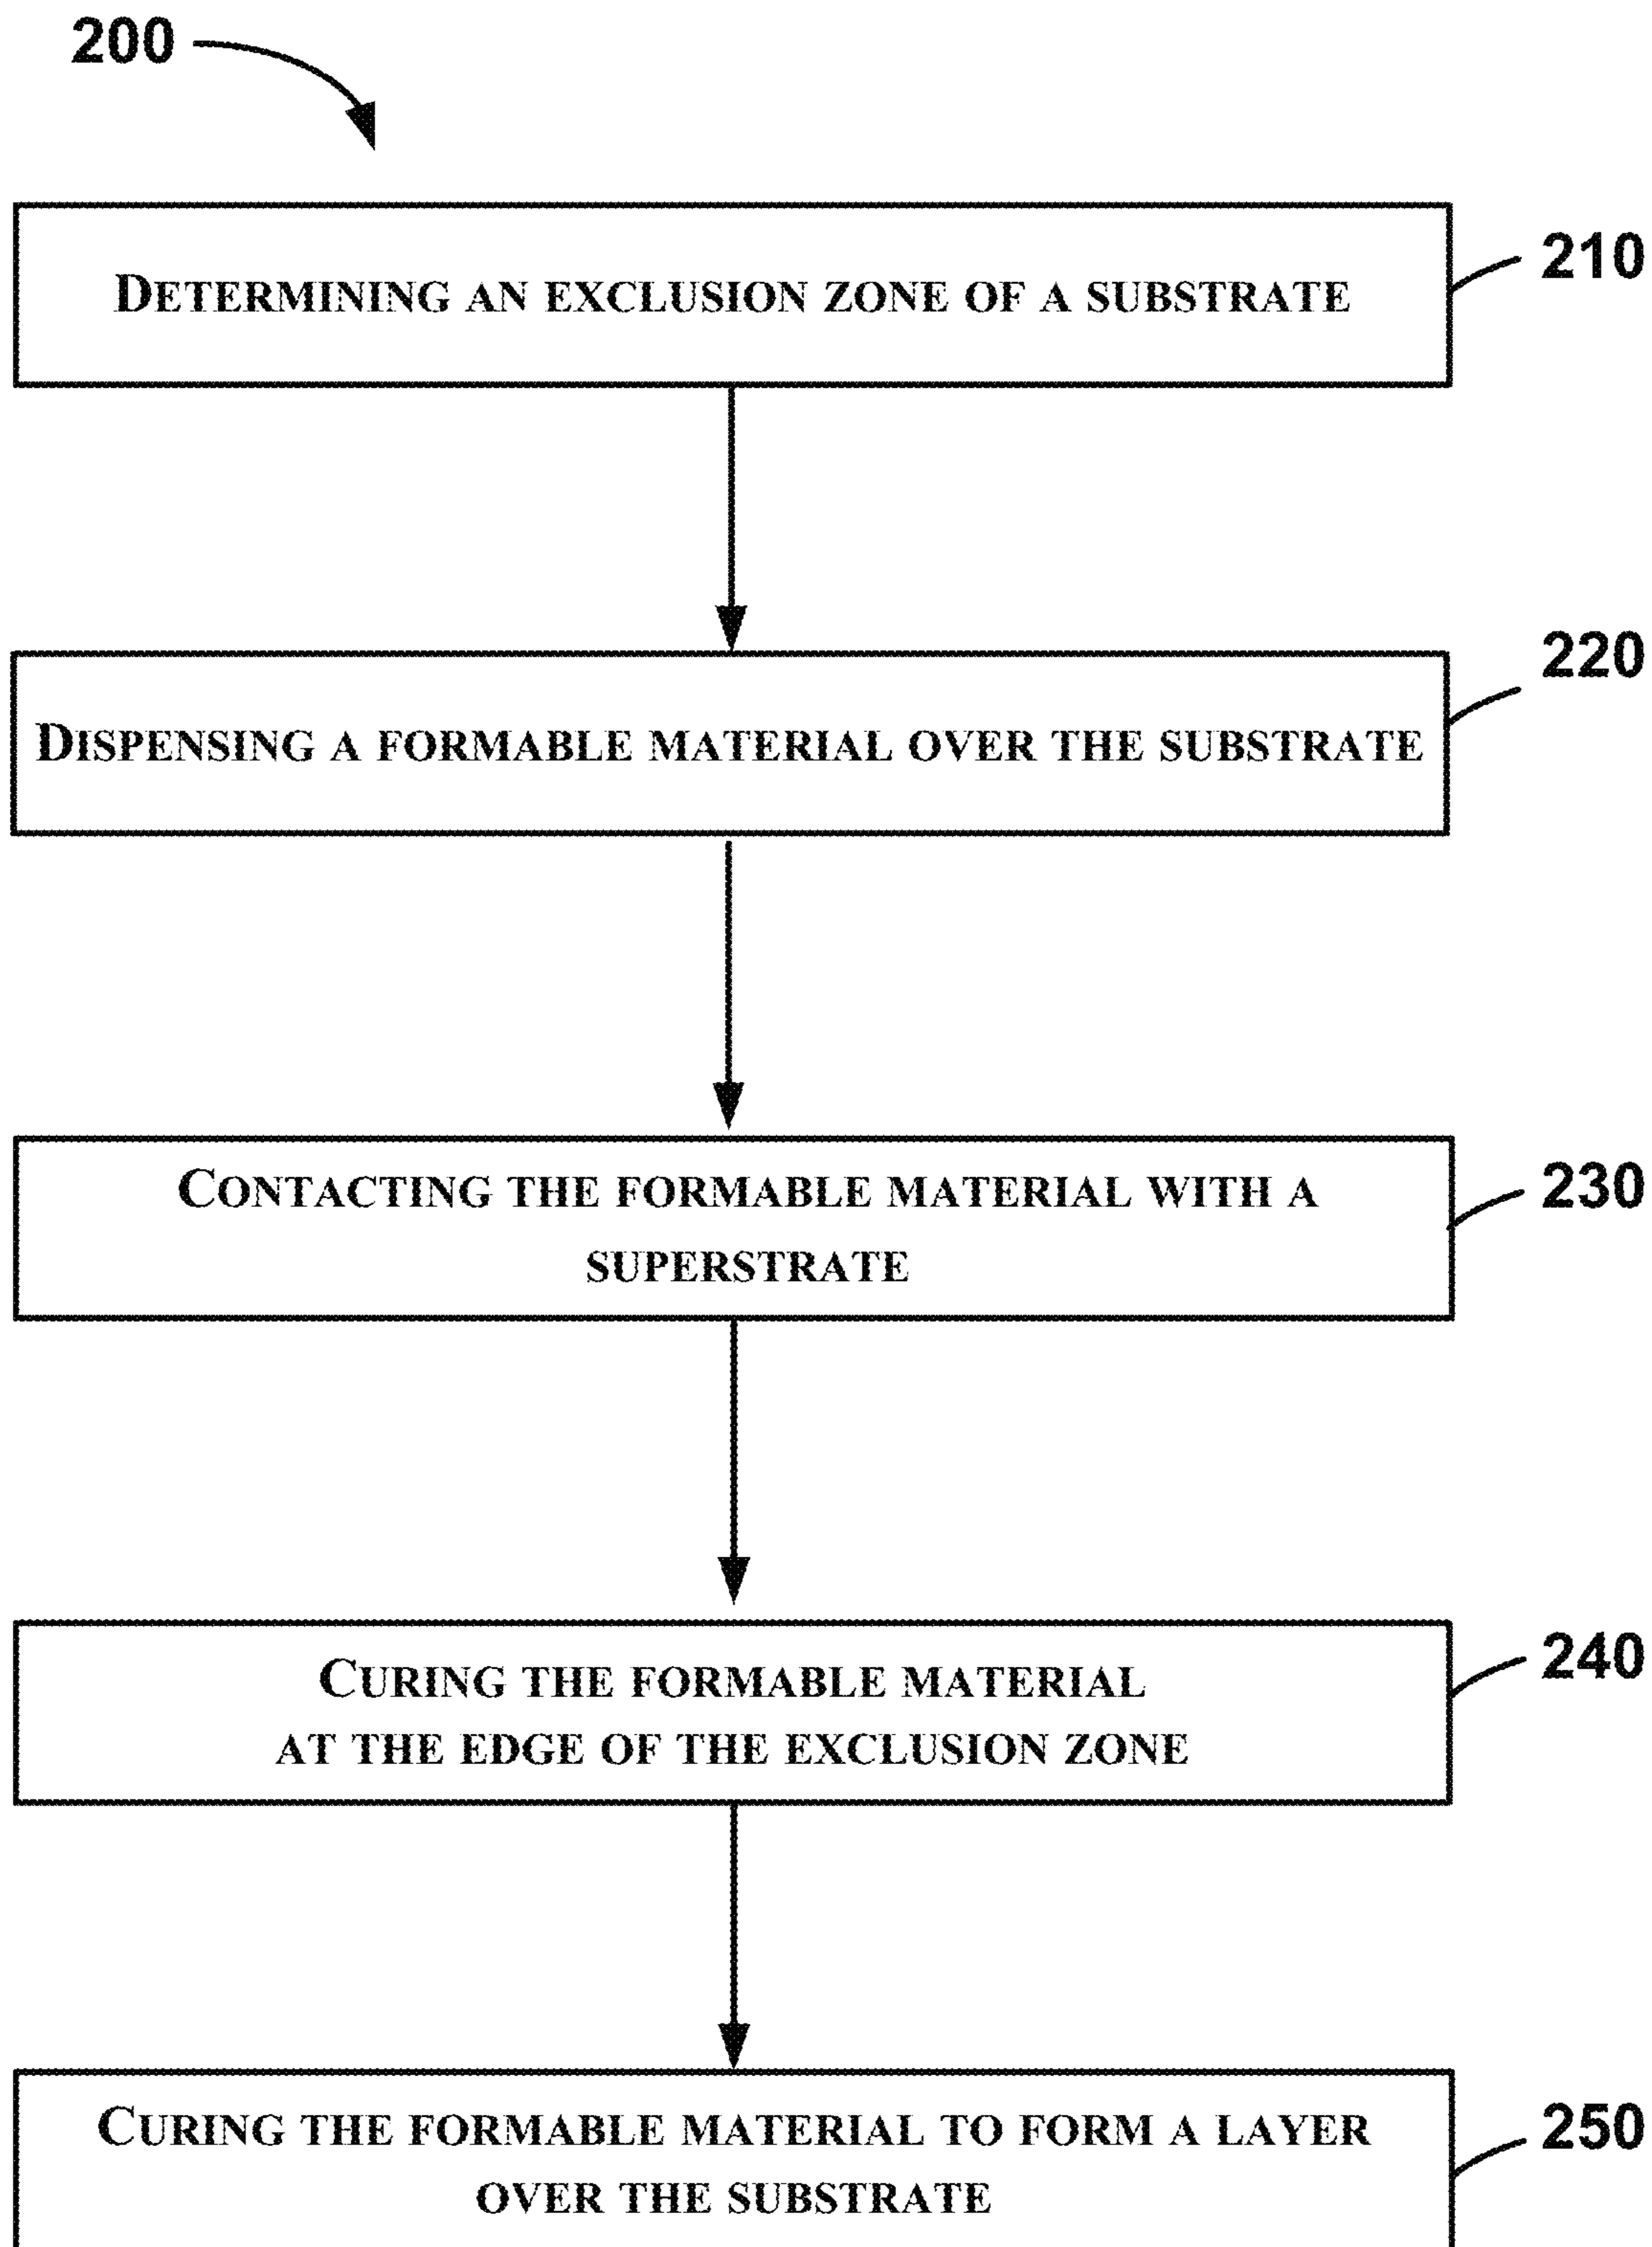 200
DETERMINING AN EXCLUSION ZONE OF A SUBSTRATE
210
DISPENSING A FORMABLE MATERIAL OVER THE SUBSTRATE
220
CONTACTING THE FORMABLE MATERIAL WITH A
SUPERSTRATE
230
CURING THE FORMABLE MATERIAL
AT THE EDGE OF THE EXCLUSION ZONE
240
CURING THE FORMABLE MATERIAL TO FORM A LAYER
OVER THE SUBSTRATE
250